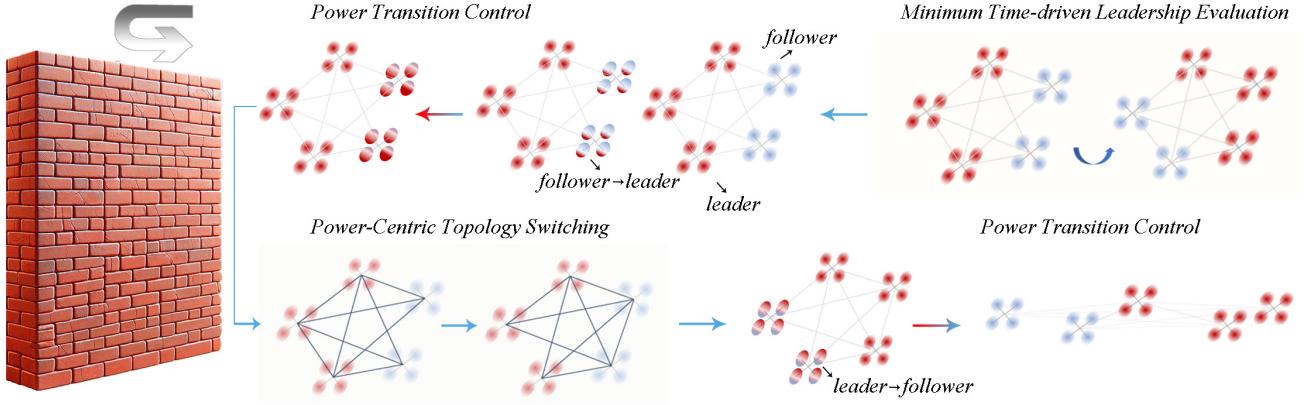 Power Transition Control
Minimum Time-driven Leadership Evaluation
follower
follower→leader
leader
Power-Centric Topology Switching
Power Transition Control
leader→follower